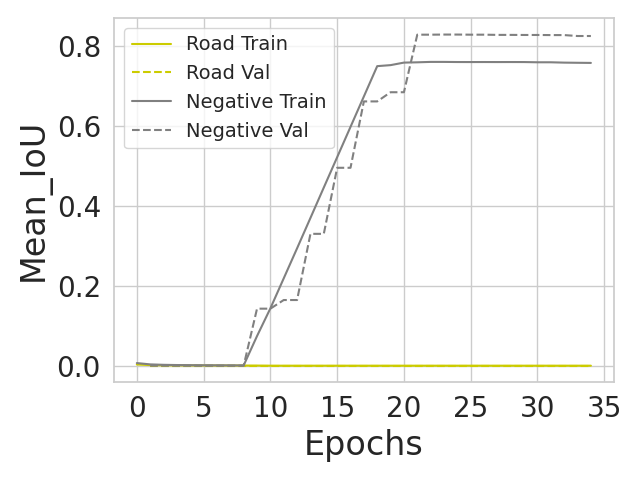 Road Train
Road Val
Negative Train
Negative Val
Mean_IoU
0.8
0.6
0.4
0.2
0.0
0 5 10 15 20 25 30 35
Epochs